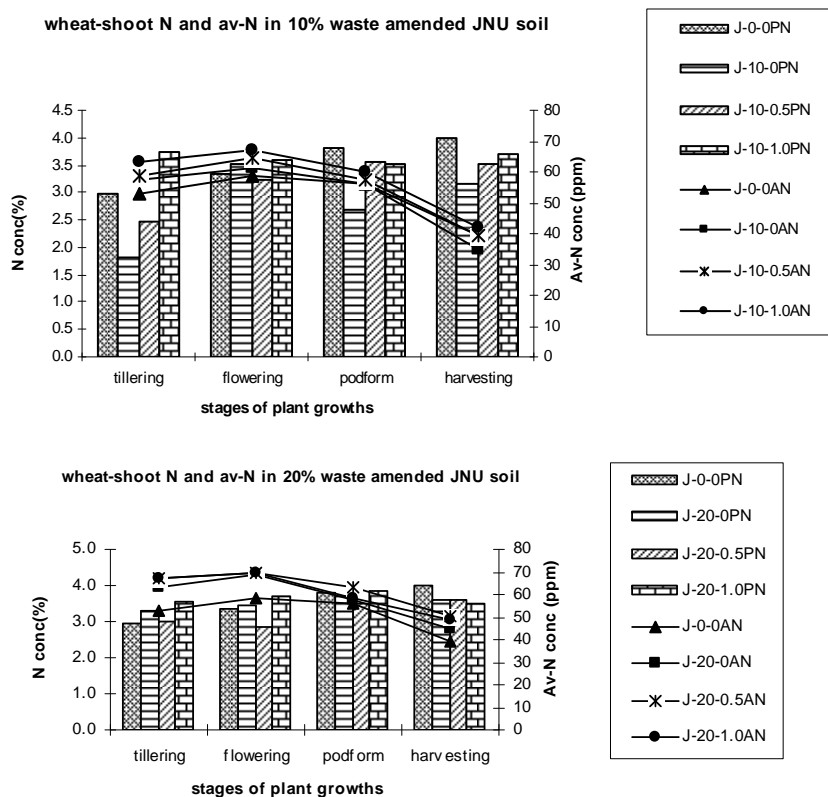 wheat-shoot N and av-N in 10% waste amended JNU soil
4.5
4.0
3.5
3.0
2.5
2.0
1.5
1.0
0.5
0.0
N conc(%)
80
70
60
50
40
30
20
10
0
Av-N conc (ppm)
tillering flowering podform harvesting
stages of plant growths
J-0-0PN
J-10-0PN
J-10-0.5PN
J-10-1.0PN
J-0-0AN
J-10-0AN
J-10-0.5AN
J-10-1.0AN
wheat-shoot N and av-N in 20% waste amended JNU soil
5.0
4.0
3.0
2.0
1.0
0.0
N conc(%)
80
70
60
50
40
30
20
10
0
Av-N conc (ppm)
tillering flowering podform harvesting
stages of plant growths
J-0-0PN
J-20-0PN
J-20-0.5PN
J-20-1.0PN
J-0-0AN
J-20-0AN
J-20-0.5AN
J-20-1.0AN